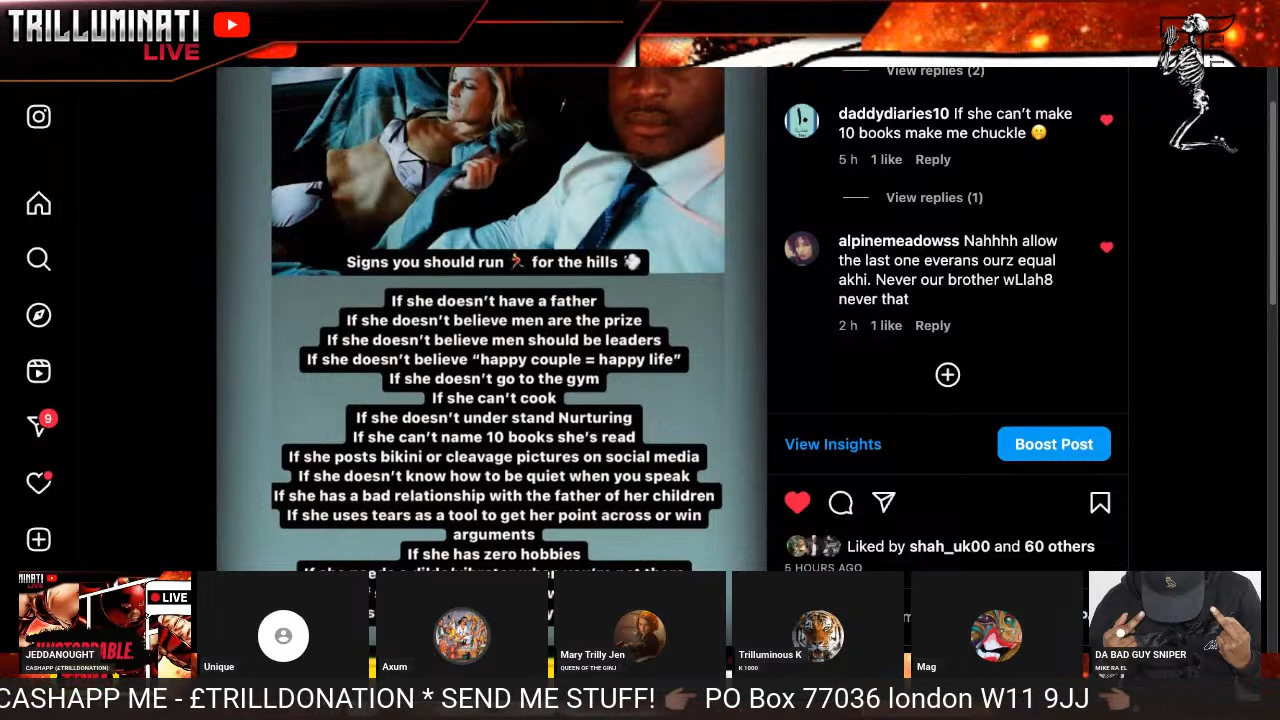 TRILLUMINATI
LIVE
View replies (2)
daddydiaries10 If she can’t make
10 books make me chuckle 🤭
5 h 1 like Reply
View replies (1)
alpinemeadowss Nahhhh allow
the last one everans ourz equal
akhi. Never our brother wLlah8
never that
2 h 1 like Reply
View Insights
Boost Post
Liked by shah_uk00 and 60 others
5 HOURS AGO
9
Signs you should run 🏃 for the hills 💨
If she doesn’t have a father
If she doesn’t believe men are the prize
If she doesn’t believe men should be leaders
If she doesn’t believe “happy couple = happy life”
If she doesn’t go to the gym
If she can’t cook
If she doesn’t under stand Nurturing
If she can’t name 10 books she’s read
If she posts bikini or cleavage pictures on social media
If she doesn’t know how to be quiet when you speak
If she has a bad relationship with the father of her children
If she uses tears as a tool to get her point across or win
arguments
If she has zero hobbies
LIVE
JEDDANOUGHT
CASHAPP (£TRILLDONATION)
Unique
Axum
Mary Trilly Jen
QUEEN OF THE GINJ
Trilluminous K
K 1000
Mag
DA BAD GUY SNIPER
MIKE RA EL
CASHAPP ME - £TRILLDONATION * SEND ME STUFF! 👉 PO Box 77036 london W11 9JJ 👈